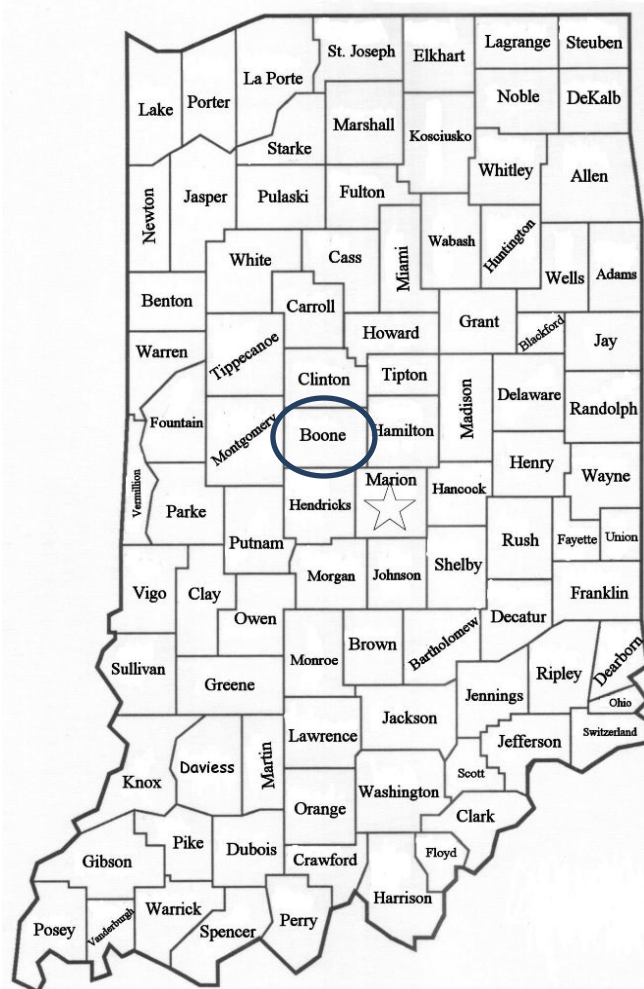 St. Joseph
Elkhart
Lagrange
Steuben
La Porte
Lake
Porter
Noble
DeKalb
Marshall
Kosciusko
Starke
Whitley
Allen
Newton
Jasper
Pulaski
Fulton
White
Cass
Miami
Wabash
Huntington
Wells
Adams
Benton
Carroll
Howard
Grant
Blackford
Jay
Warren
Tippecanoe
Clinton
Tipton
Madison
Delaware
Randolph
Fountain
Montgomery
Boone
Hamilton
Henry
Wayne
Vermillion
Parke
Hendricks
Marion
Hancock
Putnam
Rush
Fayette
Union
Vigo
Clay
Morgan
Johnson
Shelby
Franklin
Owen
Decatur
Sullivan
Greene
Monroe
Brown
Bartholomew
Jennings
Ripley
Dearborn
Ohio
Switzerland
Jackson
Lawrence
Jefferson
Knox
Daviess
Martin
Scott
Orange
Washington
Clark
Gibson
Pike
Dubois
Crawford
Floyd
Harrison
Posey
Vanderburgh
Warrick
Spencer
Perry